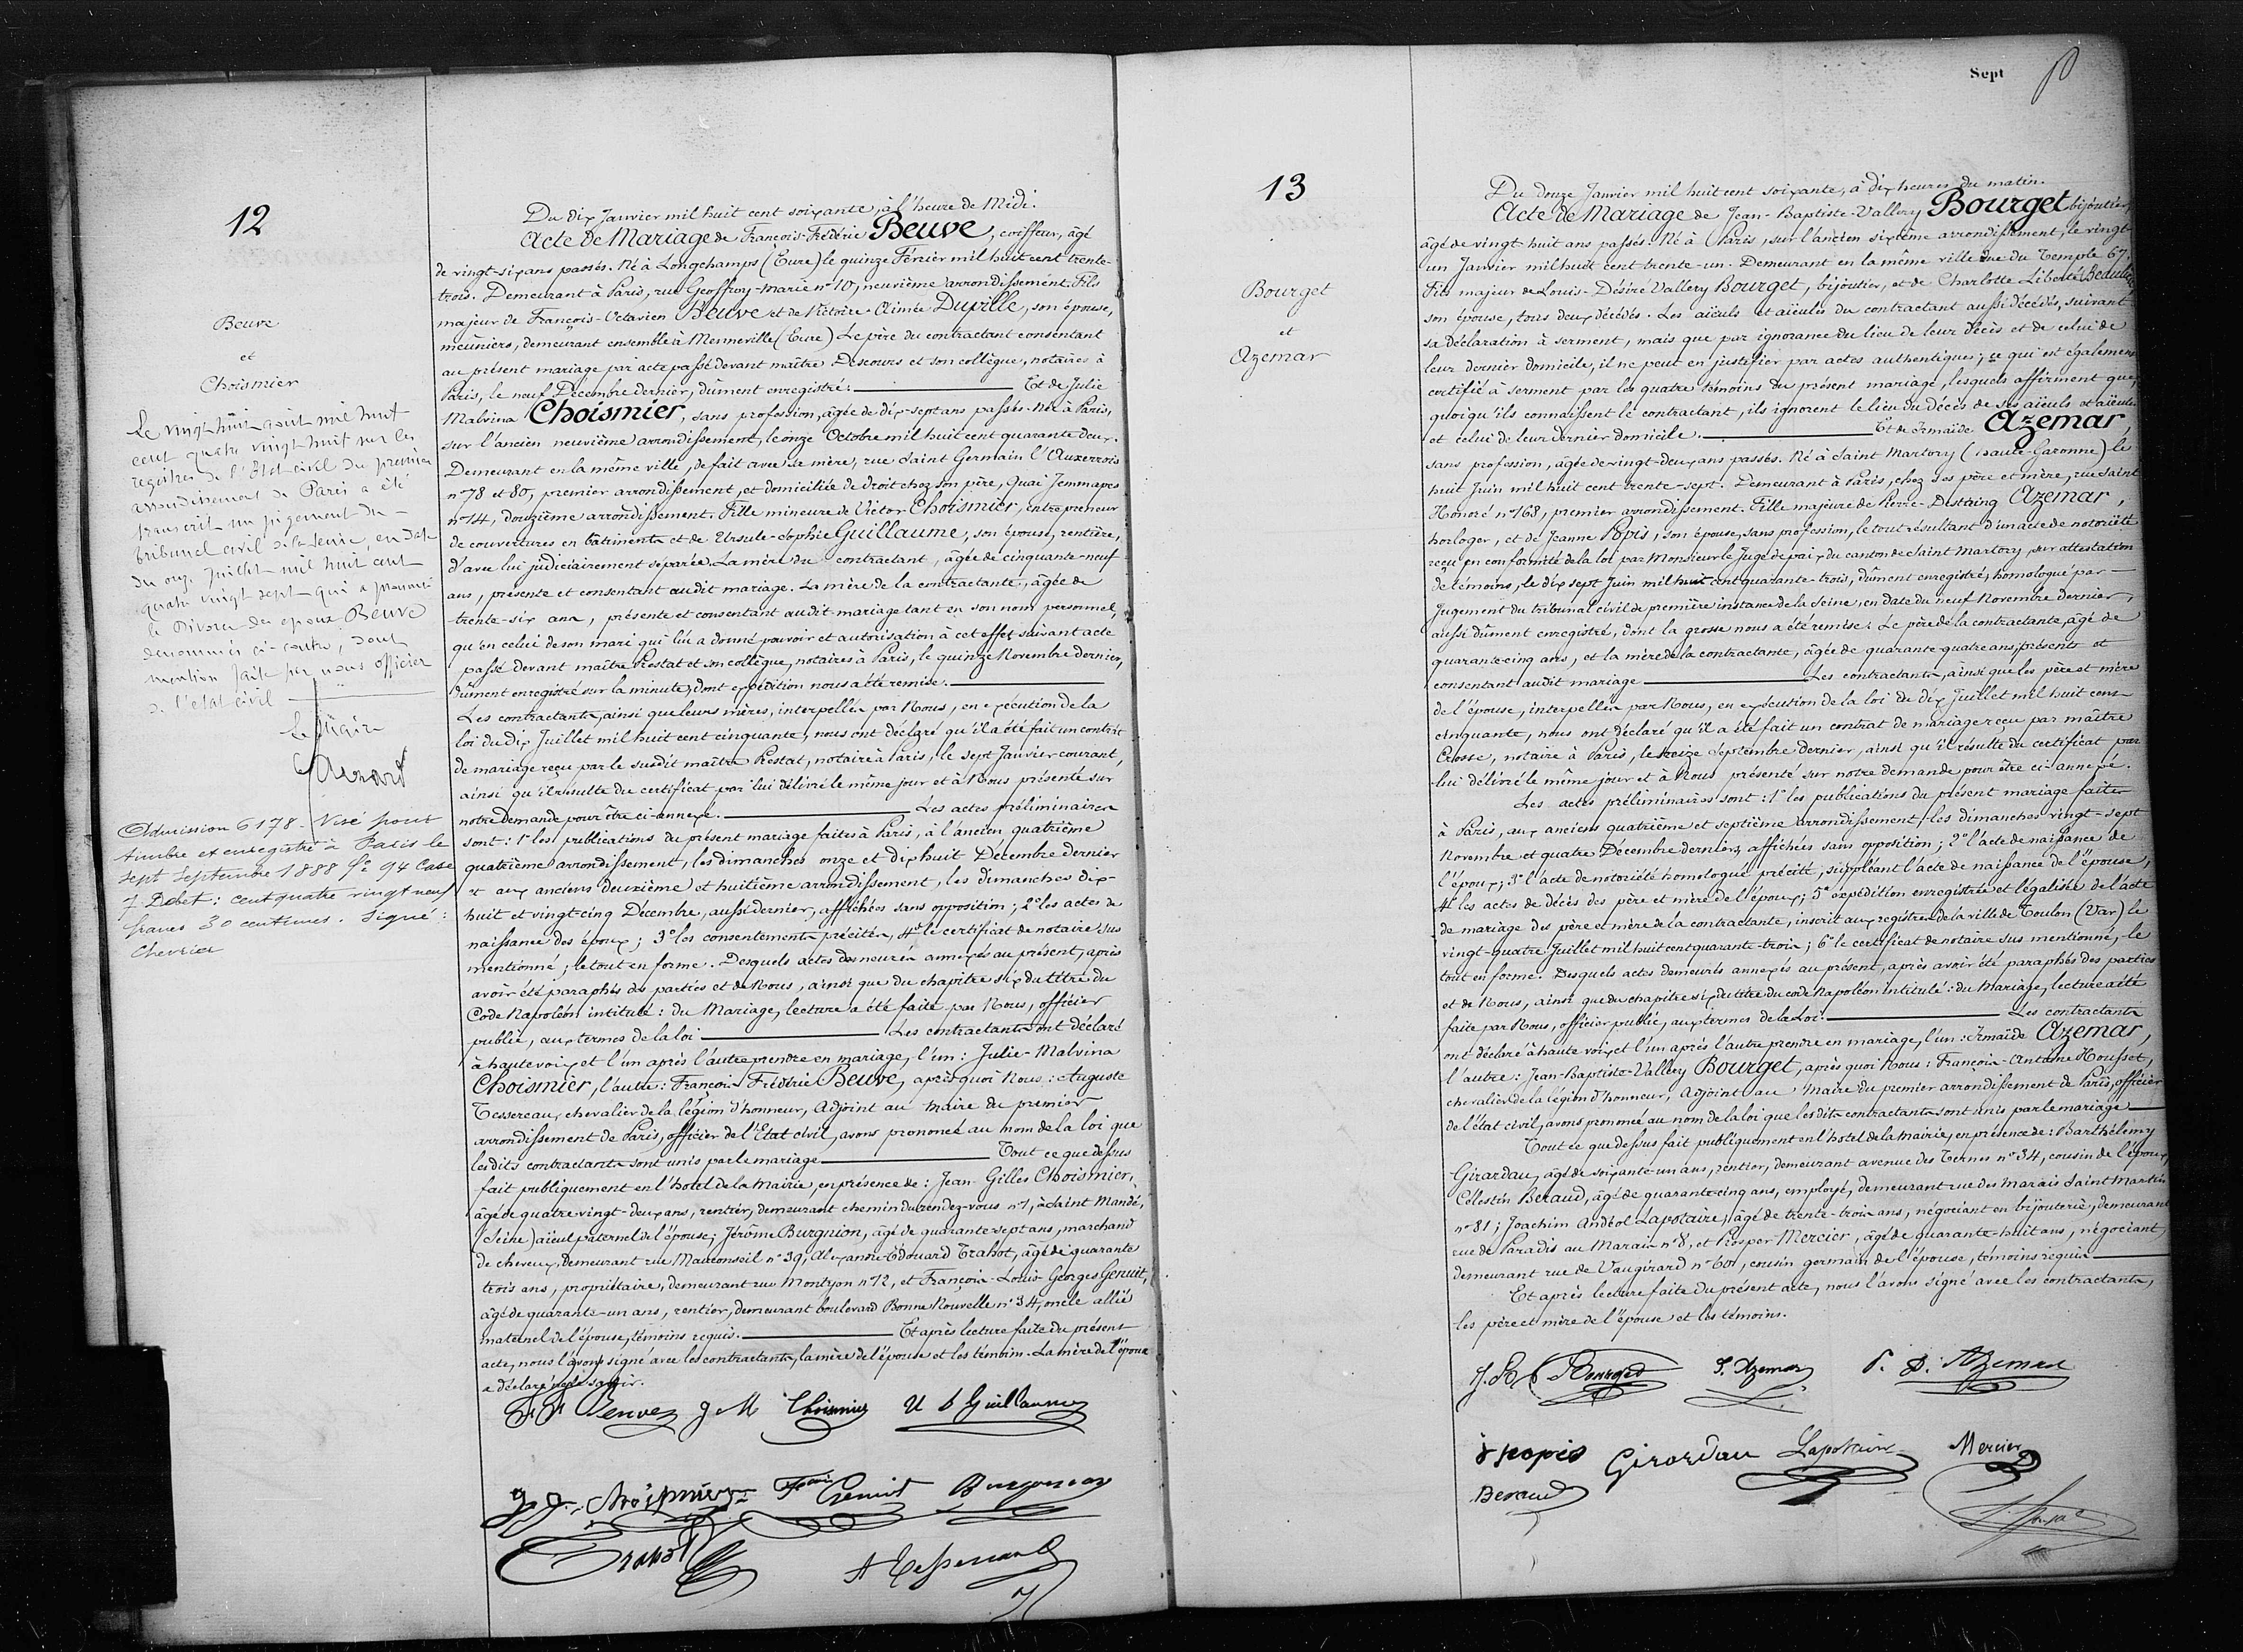 12
Beuve
et
Choismier
Le vingt huit août mil huit
cent quatre vingt huit sur les
registres de l'Etat civil du premier
arrondissement de Paris a été
transcrit un jugement du
tribunal civil de la Seine, en date
du onze Juillet mil huit cent
quatre vingt sept qui a prononcé
le Divorce des epoux Beuve
denommés ci-contre, dont
mention faite par nous officier
de l'état civil
Le Maire
Admission 6178. Visé pour
timbre et enregistré à Paris le
sept Septembre 1888 fo 94 Case
7 Debet : cent quatre vingt neuf
francs 30 centimes. Signé :
Chevrier
Du dix Janvier mil huit cent soixante, à l'heure de Midi.
Acte de Mariage de François-Frédéric Beuve, coiffeur, âgé
de vingt-six ans passés. Né à Longchamps (Eure) le quinze Février mil huit cent trente-
trois. Demeurant à Paris, rue Geoffroy-Marie n° 10, neuvième arrondissement. Fils
majeur de François-Octavien Beuve et de Victoire Aimée Duville, son épouse,
meûniers, demeurant ensemble à Menneville (Eure) Le père du contractant consentant
au présent mariage par acte passé devant maître Descours et son collègue, notaires à
Paris, le neuf Décembre dernier, dûment enregistré : Et de Julie
Malvina Choismier, sans profession, âgée de dix-sept ans passés. Née à Paris,
sur l'ancien neuvième arrondissement, le onze Octobre mil huit cent quarante deux.
Demeurant en la même ville, de fait avec sa mère, rue Saint Germain l'Auxerrois
n° 78 et 80, premier arrondissement, et domiciliée de droit chez son père, Quai Jemmapes
n° 14, douzième arrondissement. Fille mineure de Victor Choismier, entrepreneur
de couvertures en bâtiments et de Ursule-Sophie Guillaume, son épouse, rentière,
d'avec lui judiciairement séparée. La mère du contractant, âgée de cinquante-neuf
ans, présente et consentant audit mariage. La mère de la contractante, âgée de
trente-six ans, présente et consentant audit mariage tant en son nom personnel,
qu'en celui de son mari qui lui a donné pouvoir et autorisation à cet effet suivant acte
passé devant maître Prestat et son collègue, notaires à Paris, le quinze Novembre dernier,
dûment enregistré sur la minute, dont expédition nous a été remise.
Les contractants, ainsi que leurs mères, interpellés par Nous, en exécution de la
loi du dix Juillet mil huit cent cinquante, nous ont déclaré qu'il a été fait un contrat
de mariage reçu par le susdit maître Prestat, notaire à Paris, le sept Janvier courant,
ainsi qu'il résulte du certificat par lui délivré le même jour et à Nous présenté sur
notre demande pour être ci-annexé. Les actes préliminaires
sont : 1° les publications du présent mariage faites à Paris, à l'ancien quatrième
quatrième arrondissement, les dimanches onze et dix huit Décembre dernier
et aux anciens deuxième et huitième arrondissement, les dimanches dix-
huit et vingt-cinq Décembre, aussi dernier, affichées sans opposition ; 2° les actes de
naissance des époux ; 3° les consentements précités, 4° le certificat de notaire sus
mentionné ; le tout en forme. Desquels actes demeurés annexés au présent, après
avoir été paraphés des parties et de Nous, ainsi que du chapitre six du titre du
Code Napoléon intitulé : du Mariage, lecture a été faite par Nous, officier
public, aux termes de la loi Les contractants ont déclaré
à haute voix et l'un après l'autre prendre en mariage, l'un : Julie-Malvina
Choismier, l'autre : François Frédéric Beuve, après quoi Nous : Auguste
Tessereau, chevalier de la légion d'honneur, Adjoint au Maire du premier
arrondissement de Paris, officier de l'Etat civil, avons prononcé au nom de la loi que
lesdits contractants sont unis par le mariage Tout ce que dessus
fait publiquement en l'hotel de la Mairie, en présence de : Jean-Gilles Choismier,
âgé de quatre vingt-deux ans, rentier, demeurant chemin du rendez-vous n° 1, à Saint Mandé,
(Seine) aïeul paternel de l'épouse ; Jérôme Burgnion, âgé de quarante-sept ans, marchand
de cheveux, demeurant rue Mauconseil n° 39, Alexandre-Edouard Trabot, âgé de quarante
trois ans, propriétaire, demeurant rue Montyon n° 12, et François-Louis-Georges Genuit,
âgé de quarante-un ans, rentier, demeurant boulevard Bonne Nouvelle n° 34, oncle allié
maternel de l'épouse, témoins requis. Et après lecture faite du présent
acte, nous l'avons signé avec les contractants, la mère de l'épouse et les témoins. La mère de l'époux
a déclaré ne le savoir.
FF Beuve J M Choismier U S Guillaume
J G Choismier Genuit Burgnion
Trabot A Tessereau
Sept
13
Bourget
et
Azemar
Du douze Janvier mil huit cent soixante, à dix heures du matin.
Acte de Mariage de Jean-Baptiste-Vallery Bourget bijoutier,
âgé de vingt-huit ans passés. Né à Paris, sur l'ancien sixième arrondissement, le vingt-
un Janvier mil huit cent trente-un. Demeurant en la même ville rue du Temple 67.
Fils majeur de Louis-Désiré Vallery Bourget, bijoutier, et de Charlotte Liberté Beaulieu
son épouse, tous deux décédés. Les aïeuls et aïeules du contractant aussi décédés, suivant
sa déclaration à serment, mais que par ignorance du lieu de leur décès et de celui de
leur dernier domicile, il ne peut en justifier par actes authentiques ; ce qui est également
certifié à serment par les quatre témoins du présent mariage, lesquels affirment que,
quoiqu'ils connaissent le contractant, ils ignorent le lieu du décès de ses aïeuls et aïeules
et celui de leur dernier domicile. Et de Irmaïde Azemar,
sans profession, âgée de vingt-deux ans passés. Né à Saint Martory (haute-Garonne) le
huit Juin mil huit cent trente-sept. Demeurant à Paris, chez ses père et mère, rue Saint
Honoré n° 168, premier arrondissement. Fille majeure de Pierre-Destaing Azemar,
horloger, et de Jeanne Popis, son épouse, sans profession, le tout résultant d'un acte de notoriété
reçu en conformité de la loi par Monsieur le Juge de paix du canton de Saint Martory, sur attestation
de témoins, le dix sept Juin mil huit cent quarante-trois, dûment enregistré, homologué par
Jugement du tribunal civil de première instance de la Seine, en date du neuf Novembre dernier,
aussi dûment enregistré, dont la grosse nous a été remise. Le père de la contractante, âgé de
quarante-cinq ans, et la mère de la contractante, âgée de quarante-quatre ans, présents et
consentant audit mariage Les contractants, ainsi que les père et mère
de l'épouse, interpellés par Nous, en exécution de la loi du dix Juillet mil huit cent
cinquante, nous ont déclaré qu'il a été fait un contrat de mariage reçu par maître
Crosse, notaire à Paris, le treize Septembre dernier, ainsi qu'il résulte du certificat par
lui délivré le même jour et à Nous présenté sur notre demande pour être ci-annexé.
Les actes préliminaires sont : 1° les publications du présent mariage faites
à Paris, aux anciens quatrième et septième arrondissement, les dimanches vingt-sept
Novembre et quatre Décembre derniers, affichées sans opposition ; 2° l'acte de naissance de
l'époux ; 3° l'acte de notoriété homologué précité, suppléant l'acte de naissance de l'épouse ;
4° les actes de décès des père et mère de l'époux ; 5° expédition enregistrée et légalisée de l'acte
de mariage des père et mère de la contractante, inscrit aux registres de la ville de Toulon (Var) le
vingt-quatre Juillet mil huit cent quarante-trois ; 6° le certificat de notaire sus mentionné, le
tout en forme. Desquels actes demeurés annexés au présent, après avoir été paraphés des parties
et de Nous, ainsi que du chapitre six du titre du code Napoléon intitulé : du Mariage, lecture a été
faite par Nous, officier public, aux termes de la Loi. Les contractants
ont déclaré à haute voix et l'un après l'autre prendre en mariage, l'un : Irmaïde Azemar,
l'autre : Jean-Baptiste-Vallery Bourget, après quoi Nous : François-Antoine Housset,
chevalier de la légion d'honneur, Adjoint au Maire du premier arrondissement de Paris, officier
de l'état civil, avons prononcé au nom de la loi que lesdits contractants sont unis par le mariage
Tout ce que dessus fait publiquement en l'hotel de la Mairie, en présence de : Barthélémy
Girardau, âgé de soixante-un ans, rentier, demeurant avenue des Ternes n° 34, cousin de l'époux,
Célestin Beraud, âgé de quarante-cinq ans, employé, demeurant rue des Marais Saint Martin
n° 81 ; Joachim Andéol Lapotaire, âgé de trente-trois ans, négociant en bijouterie, demeurant
rue de Paradis au Marais n° 8, et Prosper Mercier, âgé de quarante-huit ans, négociant,
demeurant rue de Vaugirard n° 60, cousin germain de l'épouse, témoins requis
Et après lecture faite du présent acte, nous l'avons signé avec les contractants,
les père et mère de l'épouse et les témoins.
J. B. Bourget I. Azemar P. D. Azemar
J popis Girardau Lapotaire Mercier
Beraud